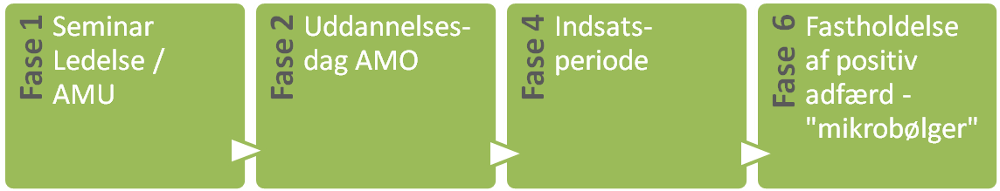 Fase 1
Seminar
Ledelse /
AMU
Fase 2
Uddannelses-
dag AMO
Fase 4
Indsats-
periode
Fase 6
Fastholdelse
af positiv
adfærd -
"mikrobølger"